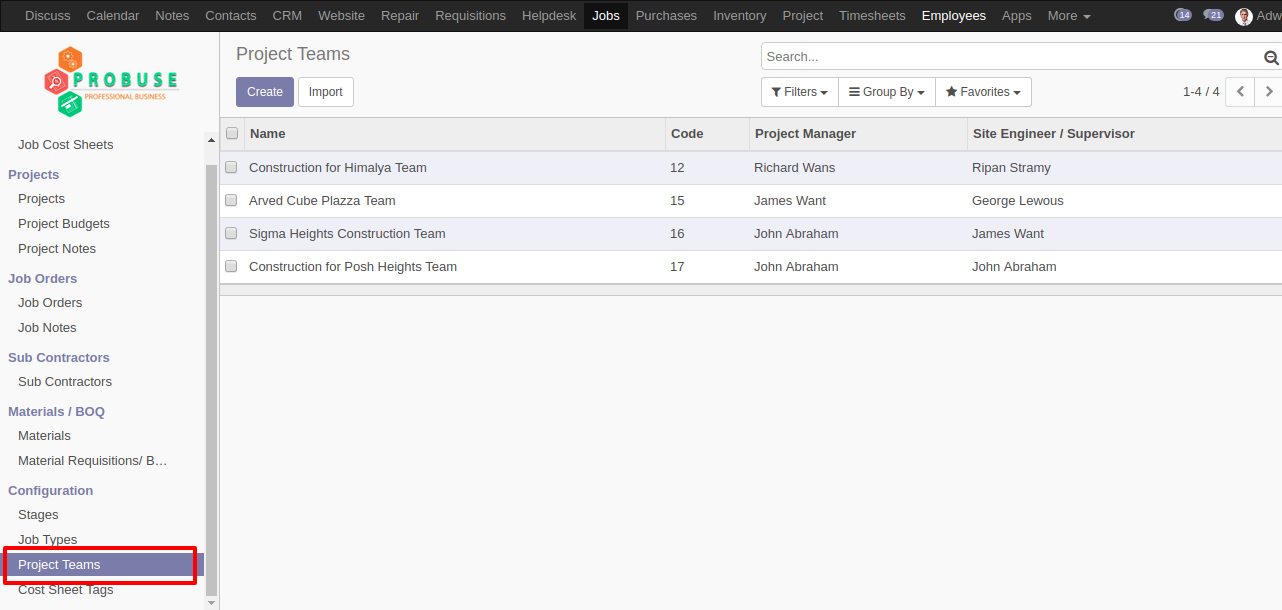 Discuss Calendar Notes Contacts CRM Website Repair Requisitions Helpdesk Jobs Purchases Inventory Project Timesheets Employees Apps More 14 21 Adw
PROBUSE
PROFESSIONAL BUSINESS
Job Cost Sheets
Projects
Projects
Project Budgets
Project Notes
Job Orders
Job Orders
Job Notes
Sub Contractors
Sub Contractors
Materials / BOQ
Materials
Material Requisitions/ B…
Configuration
Stages
Job Types
Project Teams
Cost Sheet Tags
Project Teams
Search...
Create Import
Filters Group By Favorites 1-4 / 4
Name Code Project Manager Site Engineer / Supervisor
Construction for Himalya Team 12 Richard Wans Ripan Stramy
Arved Cube Plazza Team 15 James Want George Lewous
Sigma Heights Construction Team 16 John Abraham James Want
Construction for Posh Heights Team 17 John Abraham John Abraham